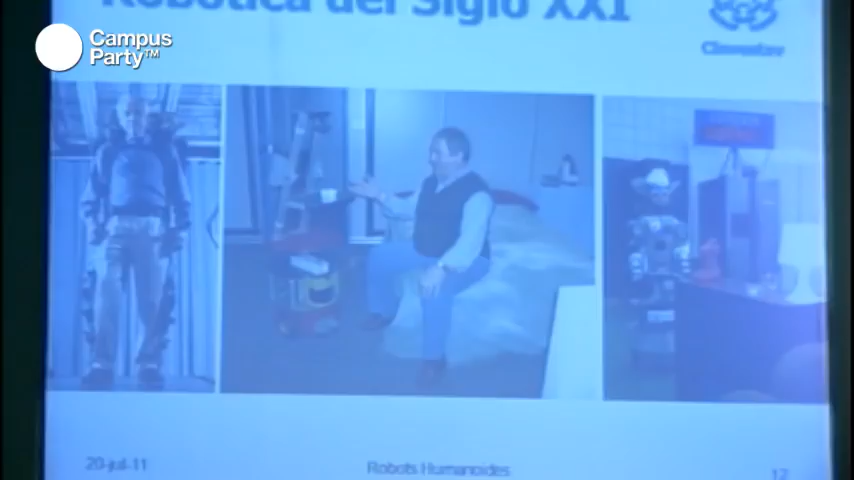 Robótica del Siglo XXI
Campus
Party™
Cinvestav
20-jul-11
Robots Humanoides
12